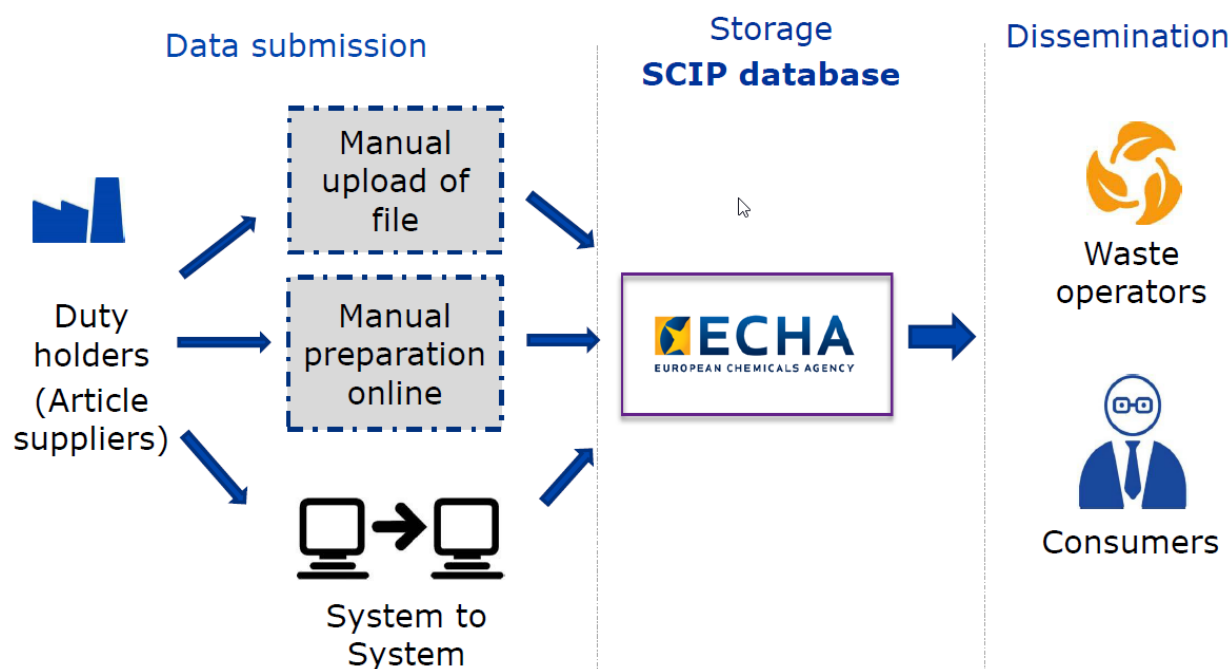 Data submission
Storage
SCIP database
Dissemination
Manual
upload of
file
Manual
preparation
online
Duty
holders
(Article
suppliers)
System to
System
ECHA
EUROPEAN CHEMICALS AGENCY
Waste
operators
Consumers